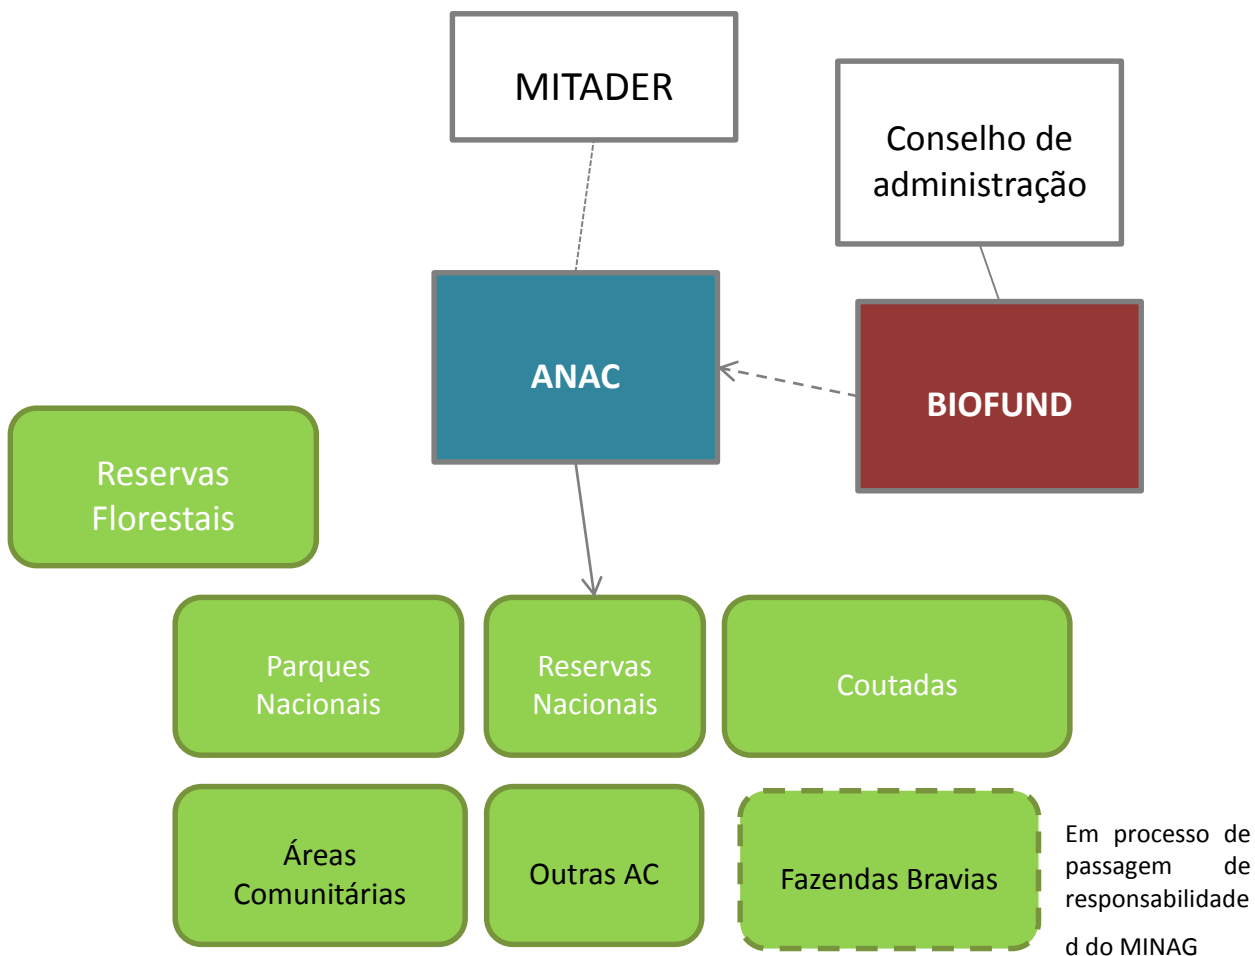 MITADER
Conselho de
administração
ANAC
BIOFUND
Reservas
Florestais
Parques
Nacionais
Reservas
Nacionais
Coutadas
Áreas
Comunitárias
Outras AC
Fazendas Bravias
Em processo de
passagem de
responsabilidade
d do MINAG